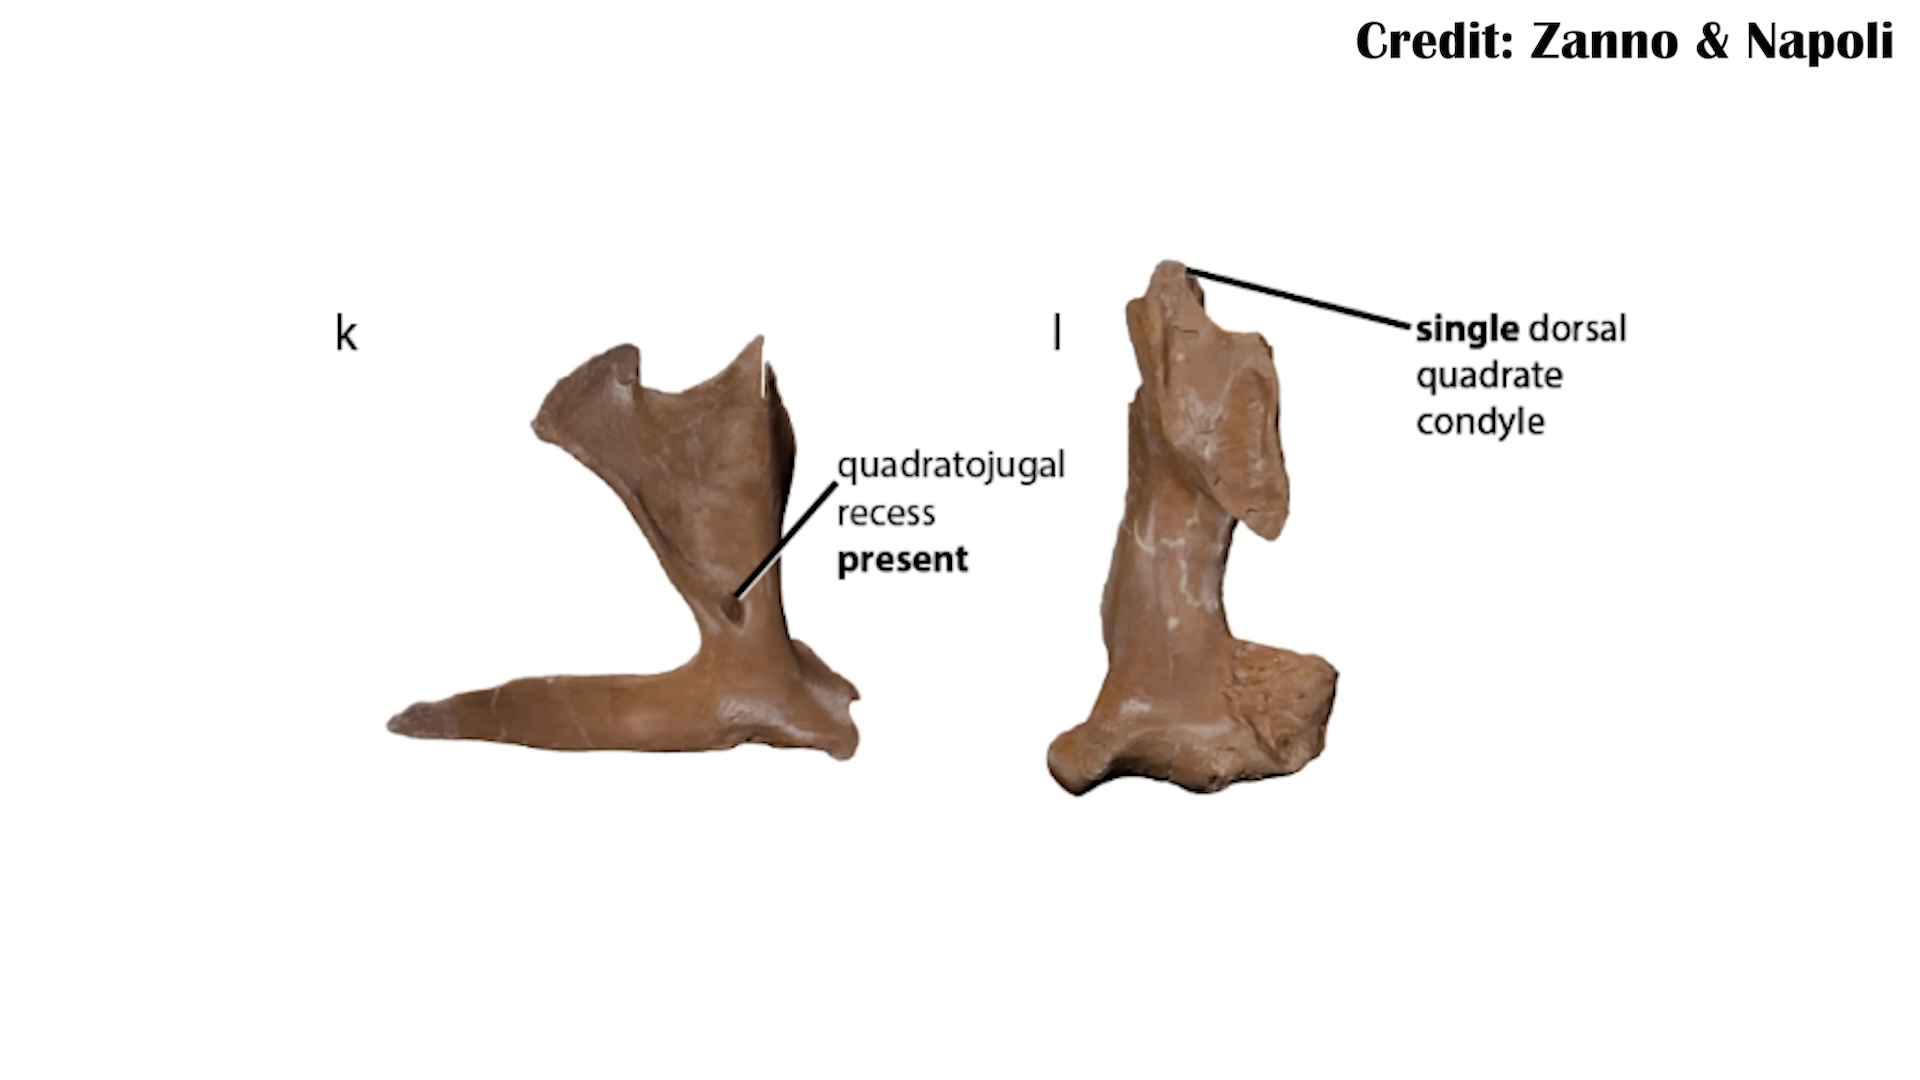 Credit: Zanno & Napoli
k
quadratojugal
recess
present
l
single dorsal
quadrate
condyle